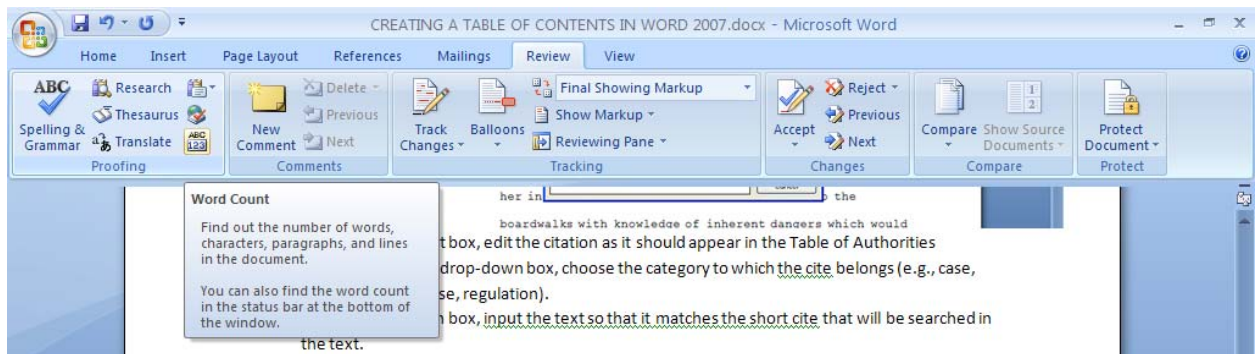 CREATING A TABLE OF CONTENTS IN WORD 2007.docx - Microsoft Word
Home Insert Page Layout References Mailings Review View
ABC
Spelling &
Grammar
Research
Thesaurus
Translate
ABC
123
Proofing
New
Comment
Delete
Previous
Next
Comments
Track
Changes
Balloons
Final Showing Markup
Show Markup
Reviewing Pane
Tracking
Accept
Reject
Previous
Next
Changes
Compare
1
2
Show Source
Documents
Compare
Protect
Document
Protect
Word Count
Find out the number of words,
characters, paragraphs, and lines
in the document.
You can also find the word count
in the status bar at the bottom of
the window.
her in
the
boardwalks with knowledge of inherent dangers which would
t box, edit the citation as it should appear in the Table of Authorities
drop-down box, choose the category to which the cite belongs (e.g., case,
se, regulation).
n box, input the text so that it matches the short cite that will be searched in
the text.